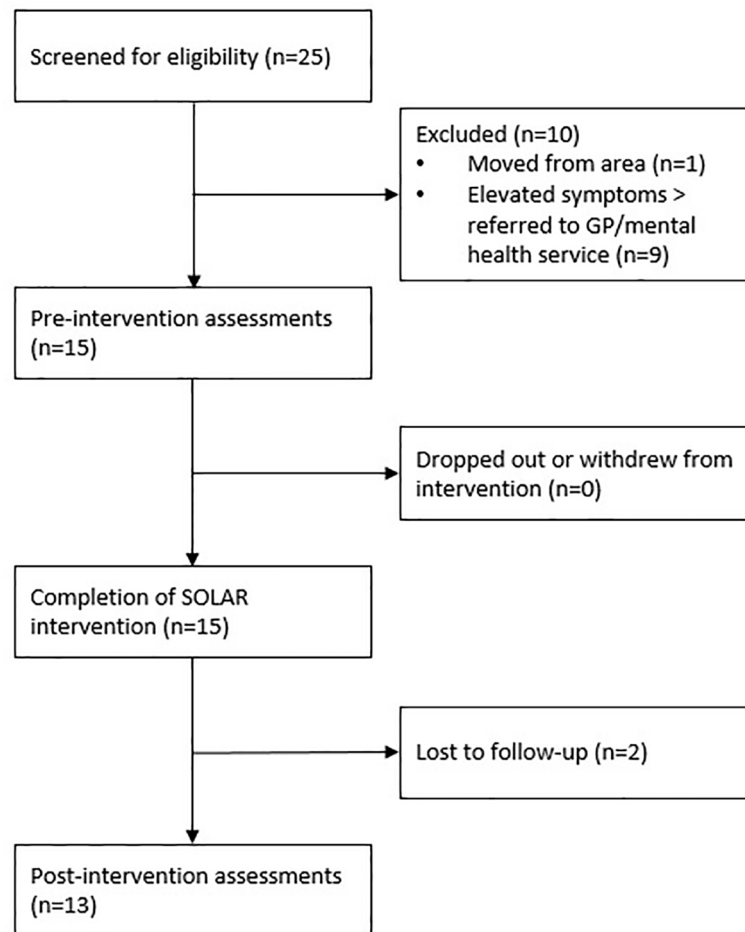 Screened for eligibility (n=25)
Excluded (n=10)
• Moved from area (n=1)
• Elevated symptoms >
referred to GP/mental
health service (n=9)
Pre-intervention assessments
(n=15)
Dropped out or withdrew from
intervention (n=0)
Completion of SOLAR
intervention (n=15)
Lost to follow-up (n=2)
Post-intervention assessments
(n=13)